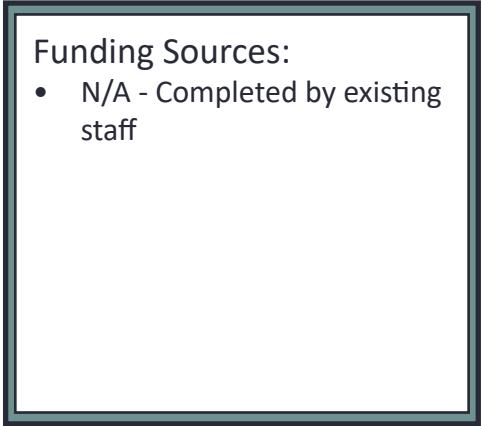 Funding Sources:
• N/A - Completed by existing
staff